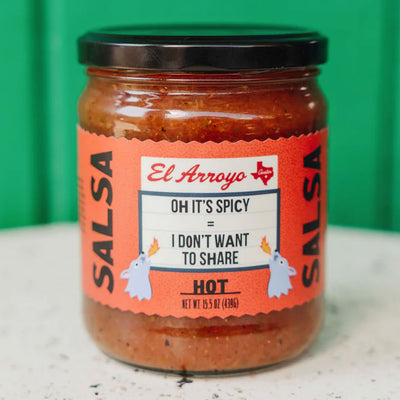 SALSA
El Arroyo
OH IT'S SPICY
=
I DON'T WANT
TO SHARE
HOT
NET WT 15.5 OZ (439G)
SALSA